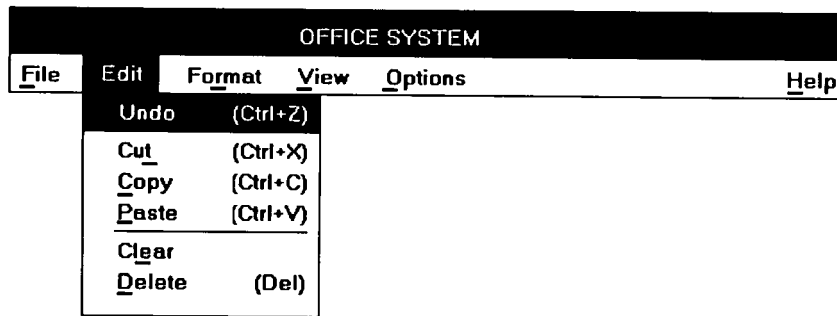 OFFICE SYSTEM
File Edit Format View Options Help
Undo (Ctrl+Z)
Cut (Ctrl+X)
Copy (Ctrl+C)
Paste (Ctrl+V)
Clear
Delete (Del)